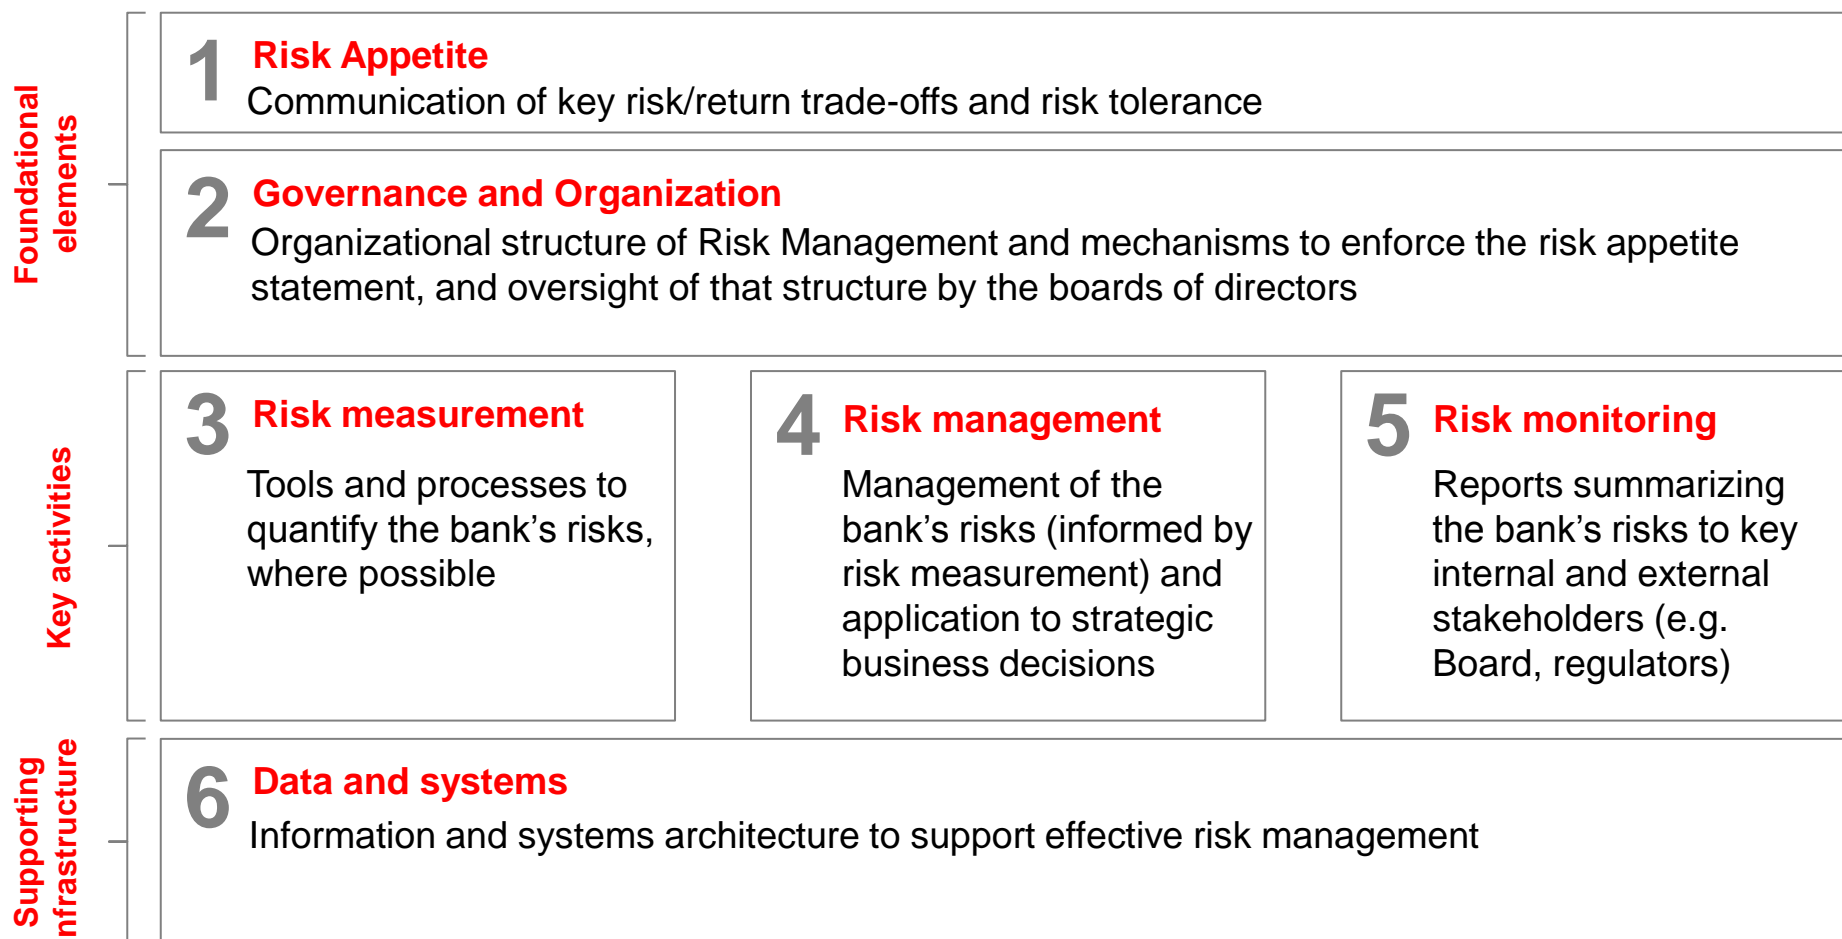 Foundational
elements
1
Risk Appetite
Communication of key risk/return trade-offs and risk tolerance
2
Governance and Organization
Organizational structure of Risk Management and mechanisms to enforce the risk appetite
statement, and oversight of that structure by the boards of directors
Key activities
3
Risk measurement
Tools and processes to
quantify the bank’s risks,
where possible
4
Risk management
Management of the
bank’s risks (informed by
risk measurement) and
application to strategic
business decisions
5
Risk monitoring
Reports summarizing
the bank’s risks to key
internal and external
stakeholders (e.g.
Board, regulators)
Supporting
nfrastructure
6
Data and systems
Information and systems architecture to support effective risk management